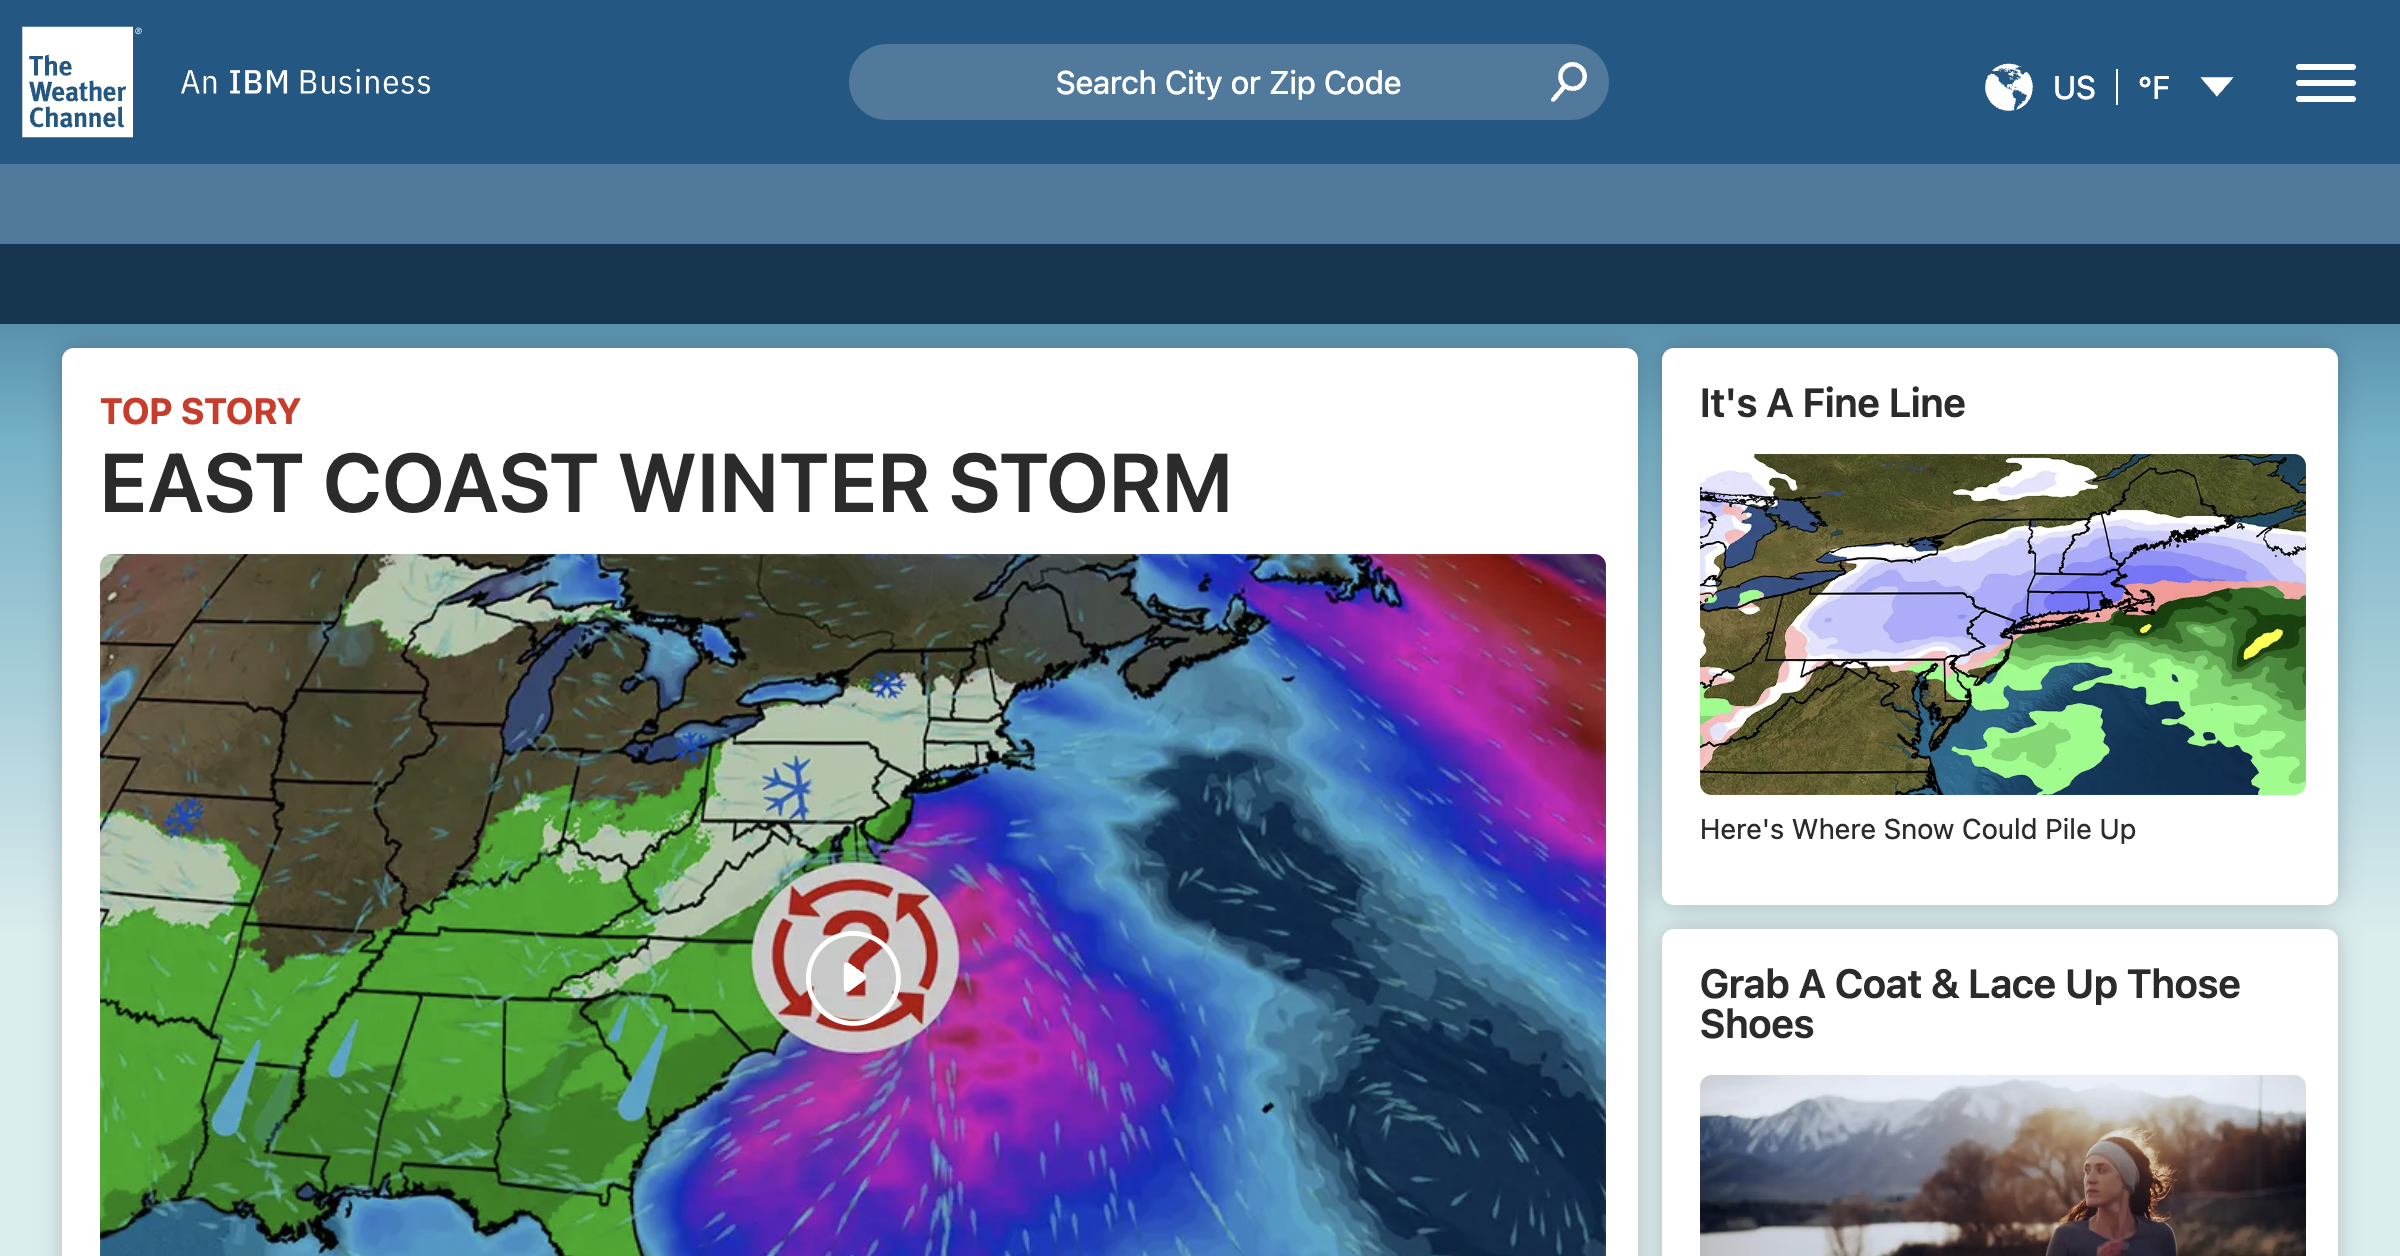 The
Weather
Channel
®
An IBM Business
Search City or Zip Code
US | °F
TOP STORY
EAST COAST WINTER STORM
?
It's A Fine Line
Here's Where Snow Could Pile Up
Grab A Coat & Lace Up Those
Shoes